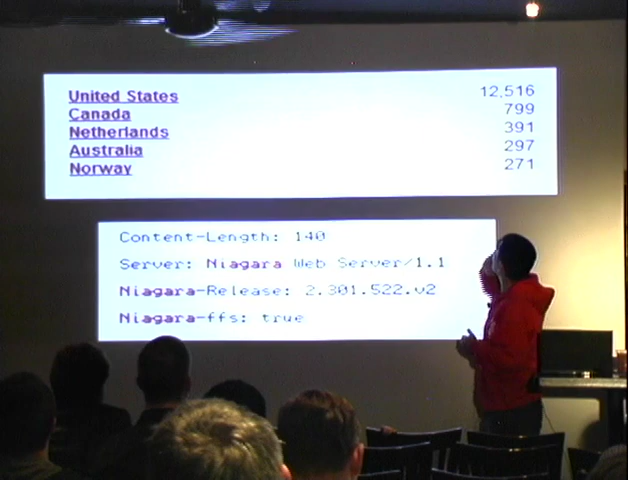 United States 12,516
Canada 799
Netherlands 391
Australia 297
Norway 271
Content-Length: 140
Server: Niagara Web Server/1.1
Niagara-Release: 2.301.522.v2
Niagara-ffs: true